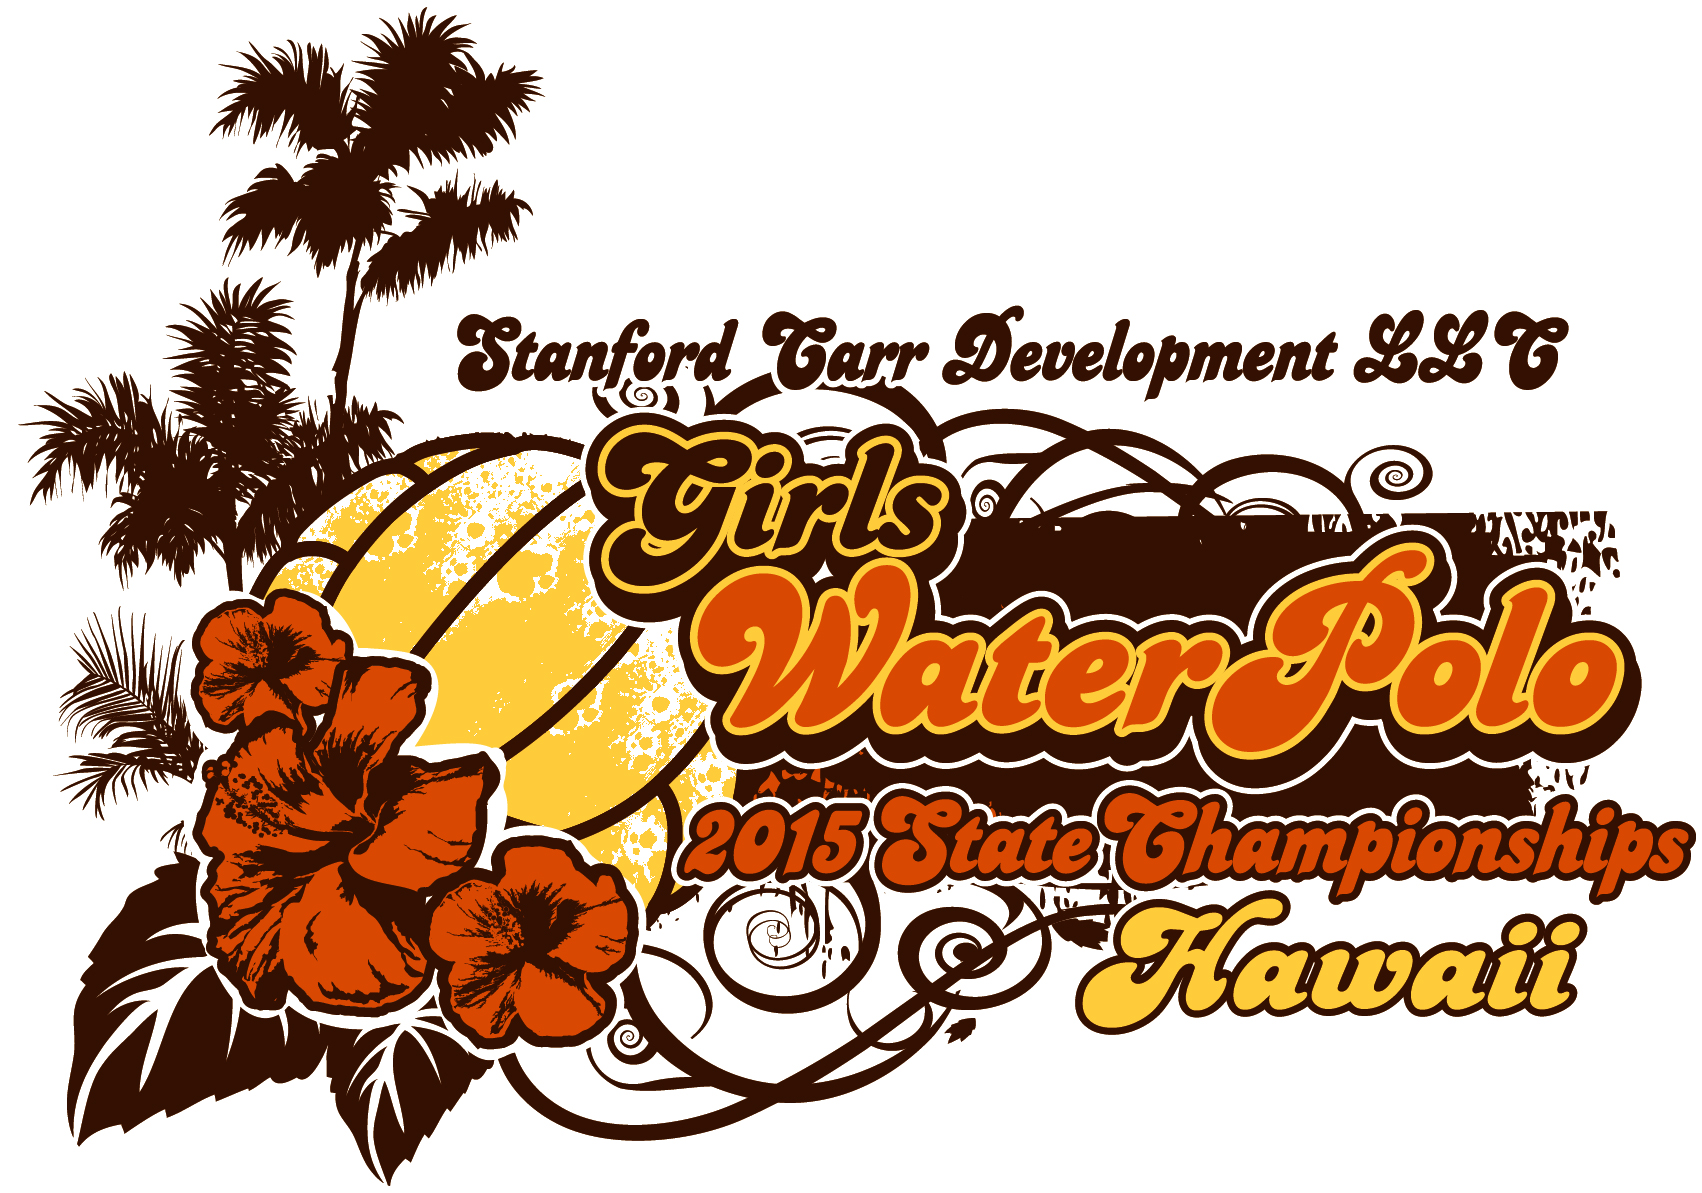 Stanford Carr Development LLC
Girls
Water Polo
2015 State Championships
Hawaii